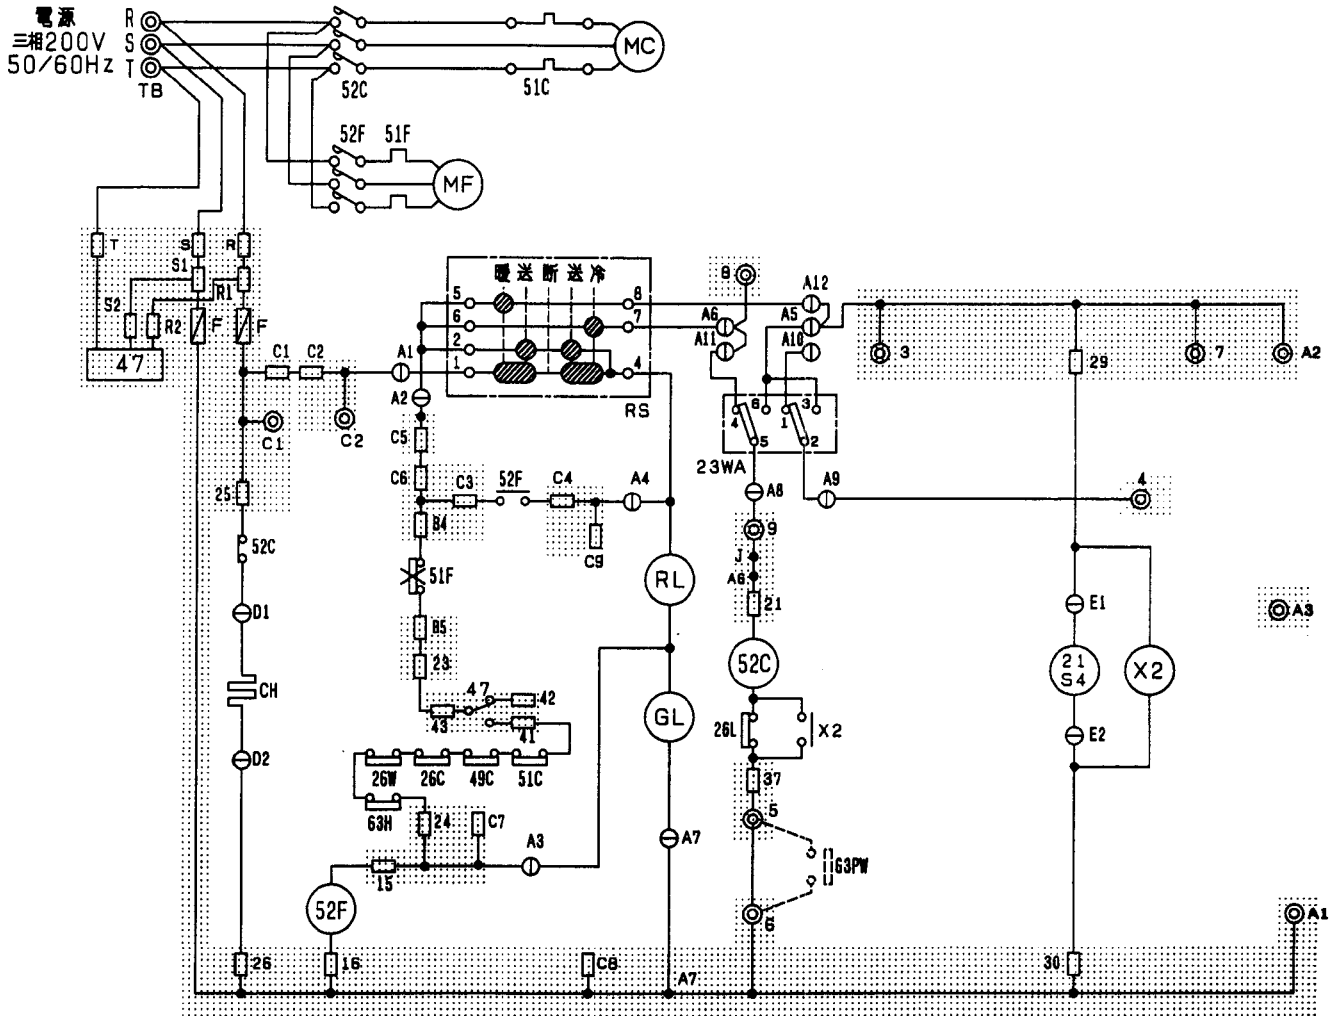 電源
三相200V
50/60Hz
R
S
T
TB
52C
51C
MC
52F 51F
MF
T
S
R
S1
S2
R1
R2
F
F
47
C1
C2
C1
C2
A1
A2
暖送断送冷
5
6
2
1
8
7
4
RS
B
A6
A11
A12
A5
A10
4
6
5
1
3
2
23WA
A8
A9
4
3
29
7
A2
25
52C
D1
CH
D2
26
C5
C6
C3
52F
C4
A4
C9
B4
51F
B5
23
43
47
42
41
26W
26C
49C
51C
63H
24
C7
A3
15
52F
16
C8
RL
GL
A7
A7
9
J
A6
21
52C
26L
X2
37
5
63PW
6
E1
21
S4
X2
E2
30
A3
A1